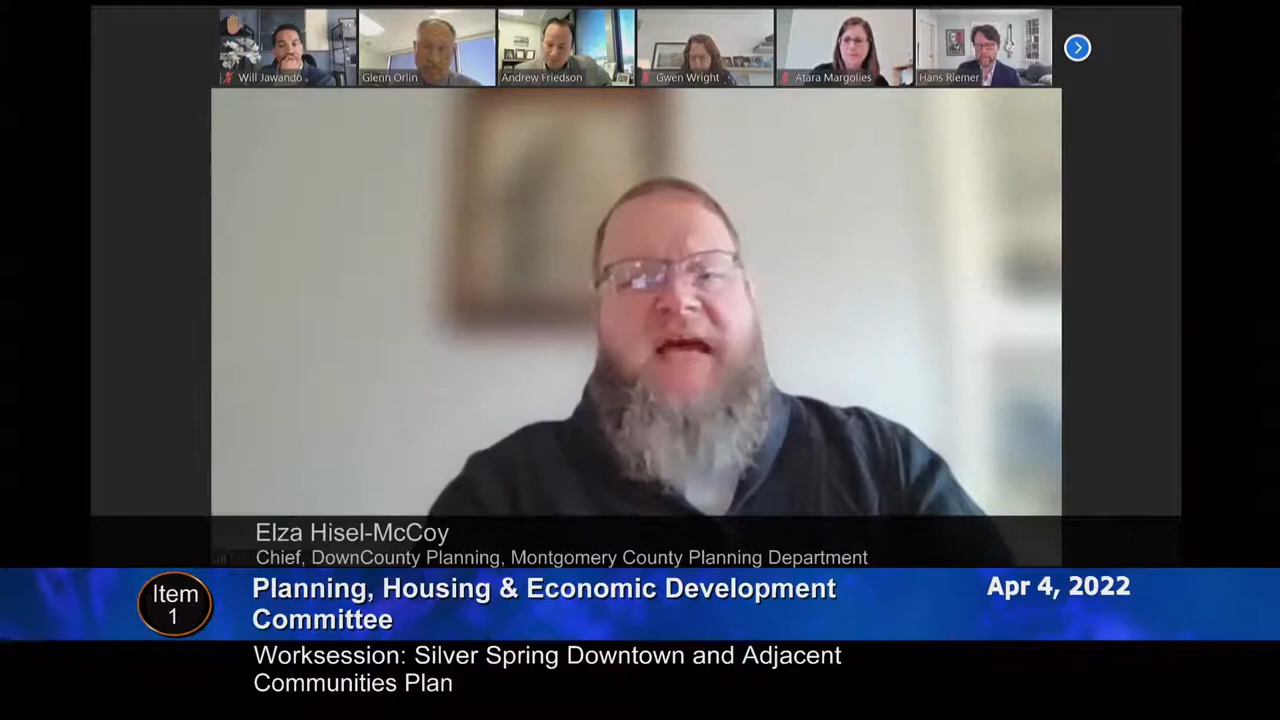 Will Jawando
Glenn Orlin
Andrew Friedson
Gwen Wright
Atara Margolies
Hans Riemer
Elza Hisel-McCoy
Chief, DownCounty Planning, Montgomery County Planning Department
Item
1
Planning, Housing & Economic Development
Committee
Apr 4, 2022
Worksession: Silver Spring Downtown and Adjacent
Communities Plan